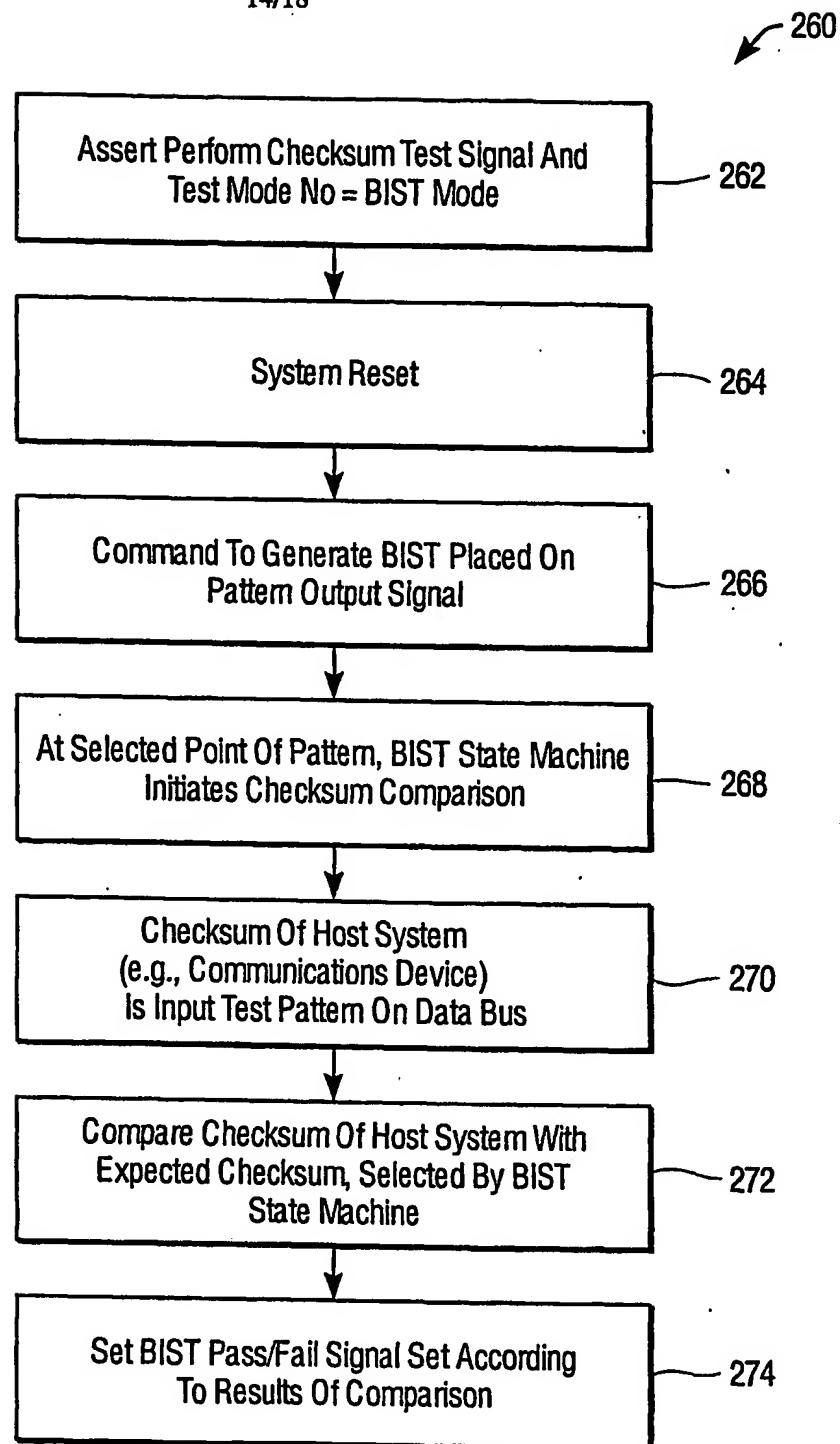 14/18
260
Assert Perform Checksum Test Signal And
Test Mode No = BIST Mode
262
System Reset
264
Command To Generate BIST Placed On
Pattern Output Signal
266
At Selected Point Of Pattern, BIST State Machine
Initiates Checksum Comparison
268
Checksum Of Host System
(e.g., Communications Device)
Is Input Test Pattern On Data Bus
270
Compare Checksum Of Host System With
Expected Checksum, Selected By BIST
State Machine
272
Set BIST Pass/Fail Signal Set According
To Results Of Comparison
274